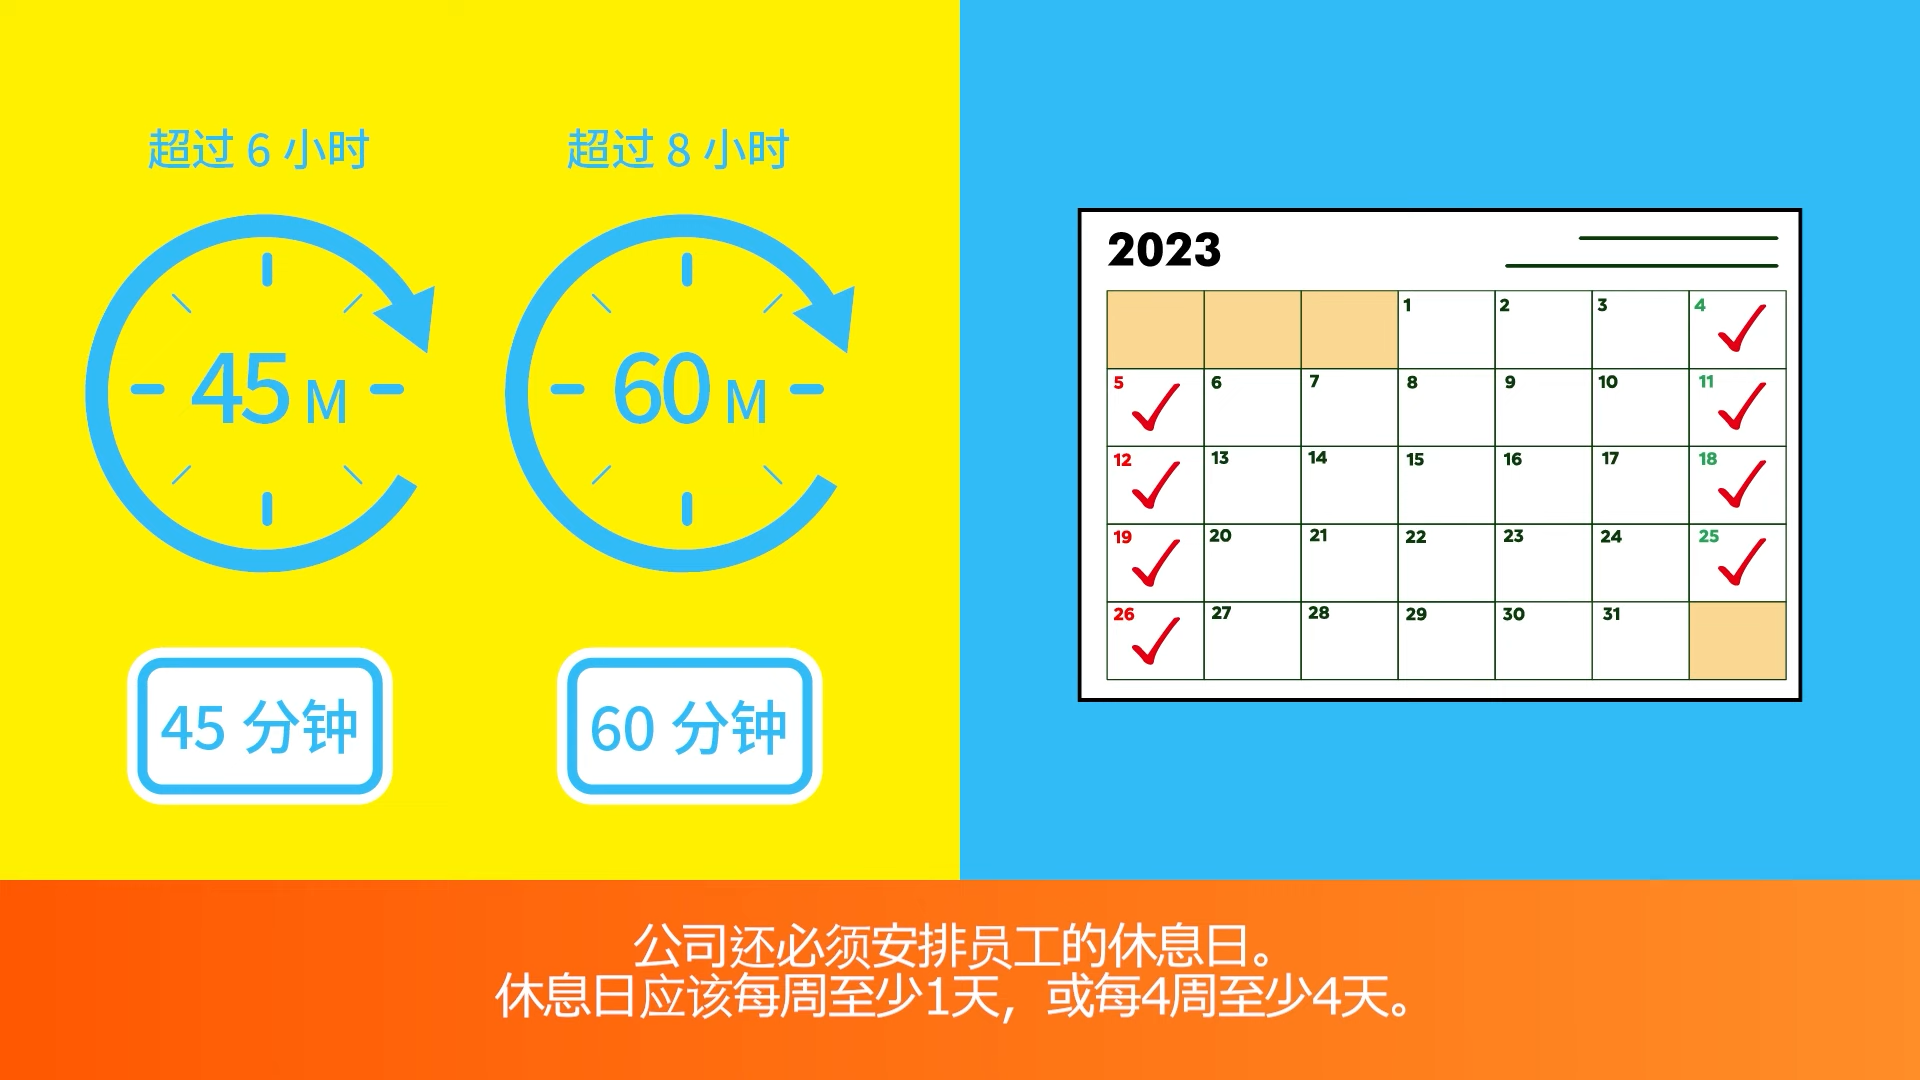 超过 6 小时
超过 8 小时
45 M
60 M
45 分钟
60 分钟
2023
1 2 3 4
5 6 7 8 9 10 11
12 13 14 15 16 17 18
19 20 21 22 23 24 25
26 27 28 29 30 31
公司还必须安排员工的休息日。
休息日应该每周至少1天，或每4周至少4天。